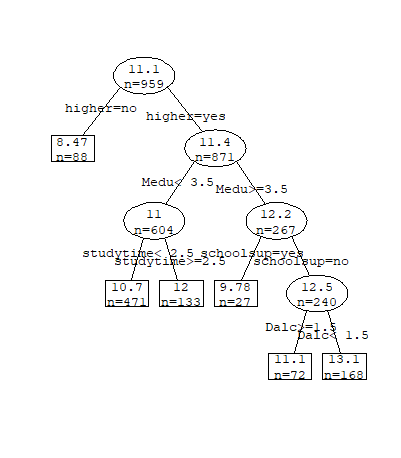 11.1
n=959
higher=no
higher=yes
8.47
n=88
11.4
n=871
Medu< 3.5
Medu>=3.5
11
n=604
12.2
n=267
studytime< 2.5
studytime>=2.5
schoolsup=yes
schoolsup=no
10.7
n=471
12
n=133
9.78
n=27
12.5
n=240
Dalc>=1.5
Dalc< 1.5
11.1
n=72
13.1
n=168